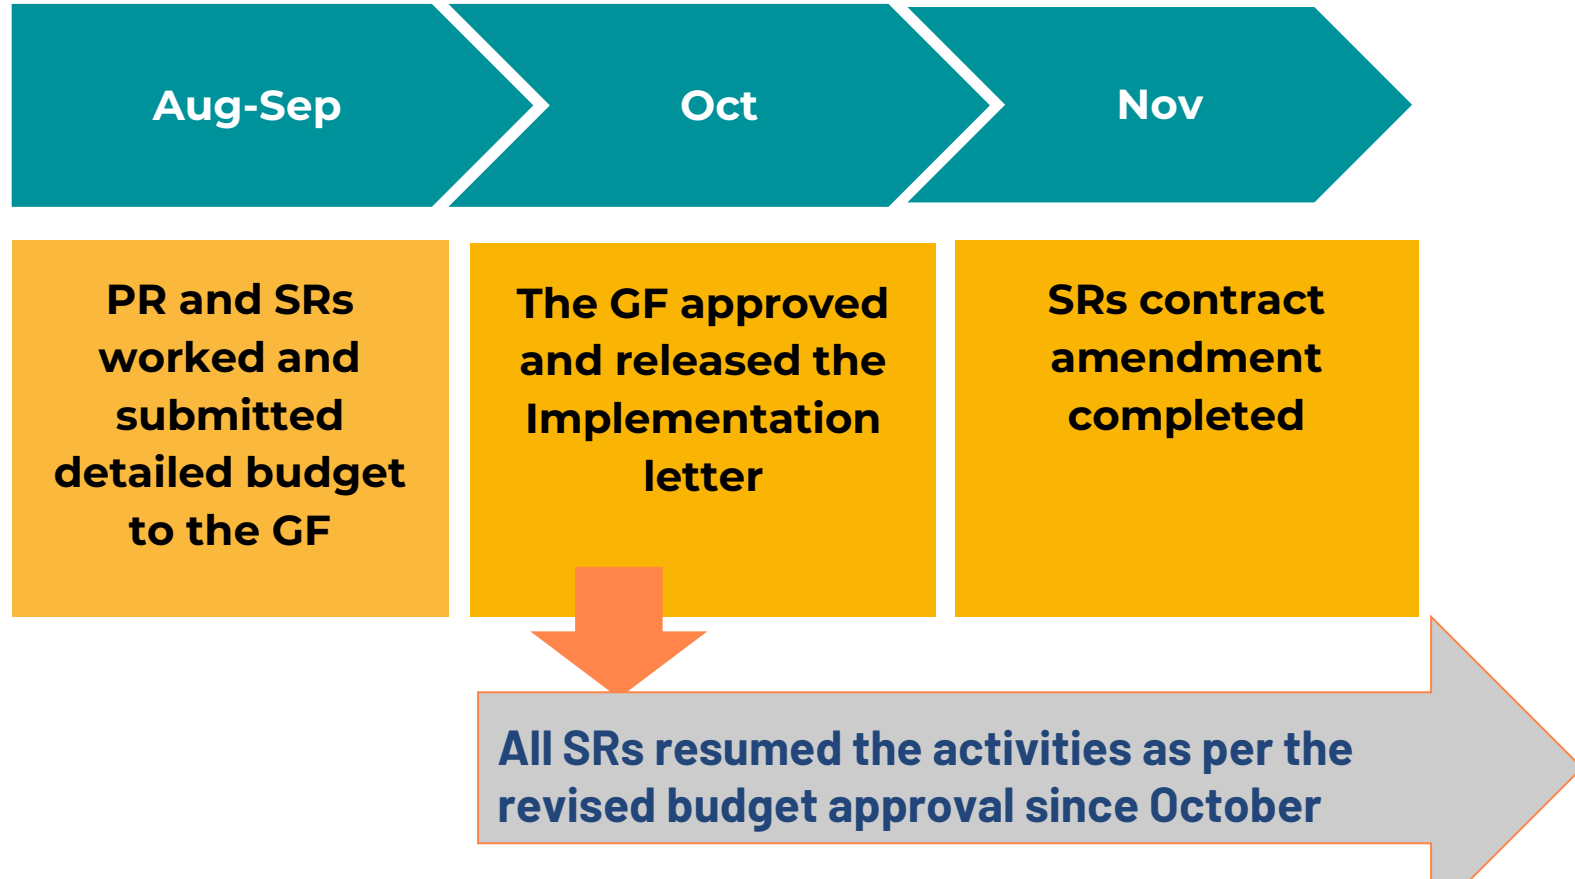 Aug-Sep
Oct
Nov
PR and SRs
worked and
submitted
detailed budget
to the GF
The GF approved
and released the
Implementation
letter
SRs contract
amendment
completed
All SRs resumed the activities as per the
revised budget approval since October